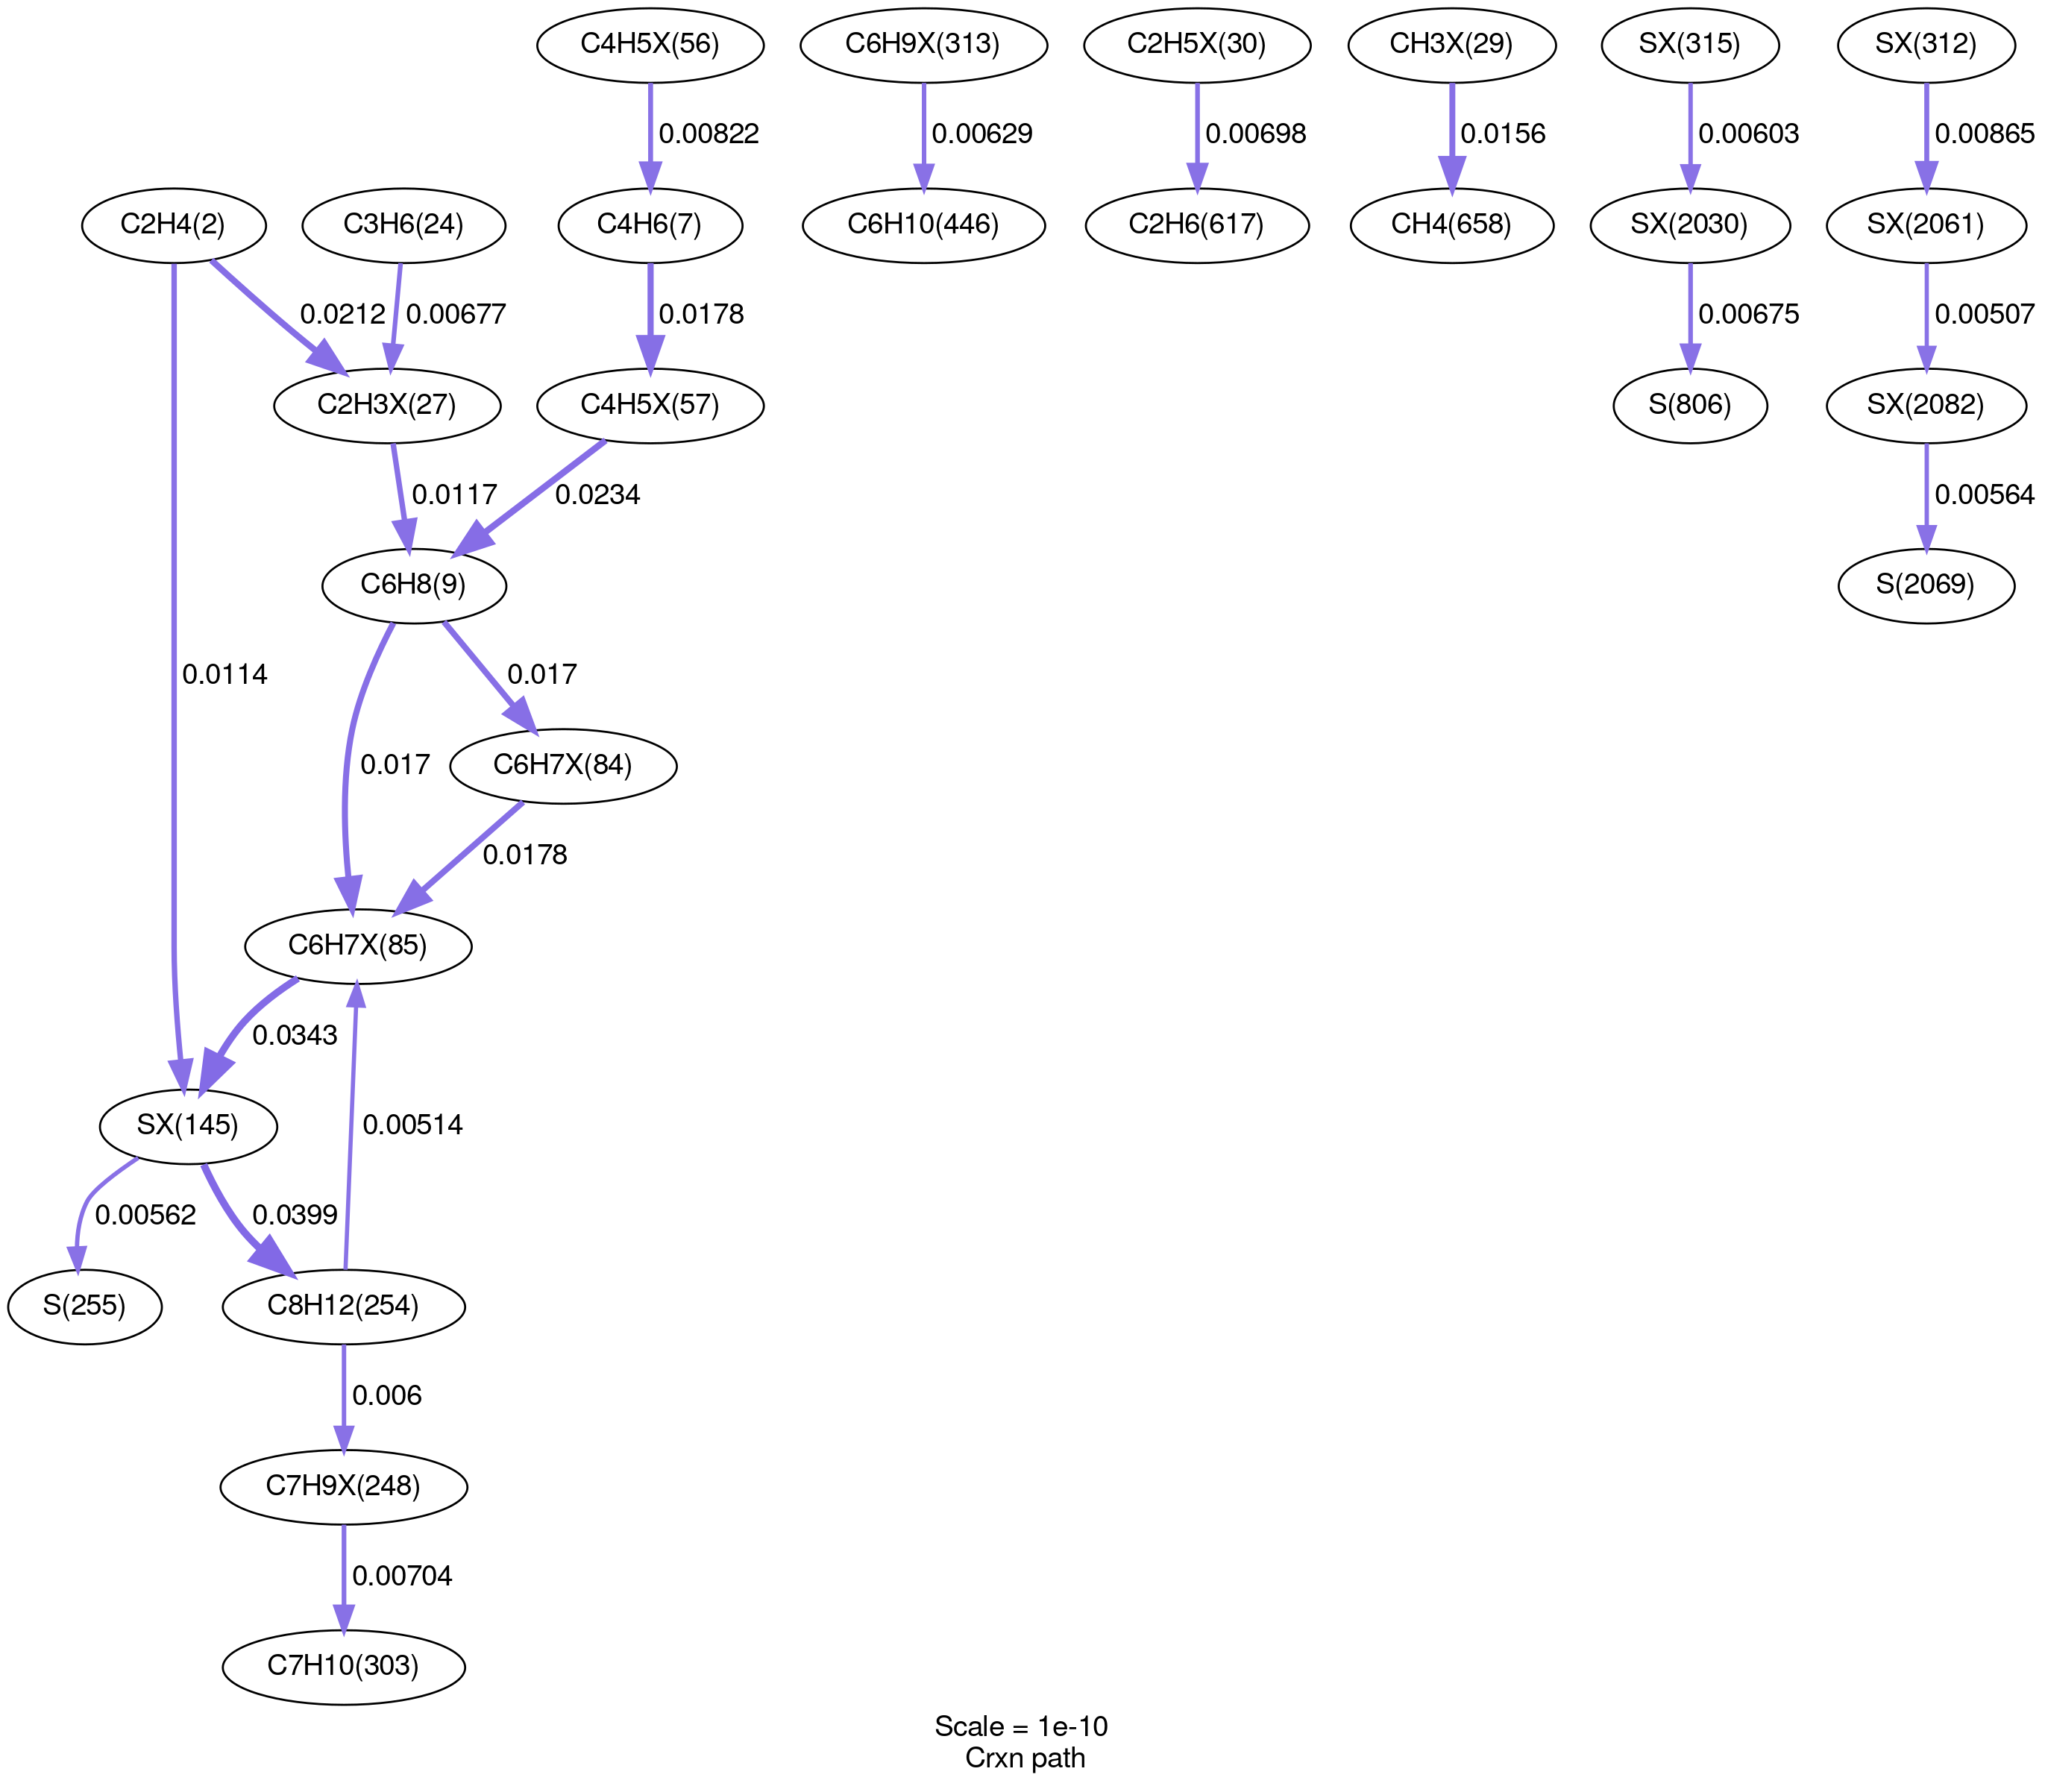 C4H5X(56)
C6H9X(313)
C2H5X(30)
CH3X(29)
SX(315)
SX(312)
0.00822
0.00629
0.00698
0.0156
0.00603
0.00865
C2H4(2)
C3H6(24)
C4H6(7)
C6H10(446)
C2H6(617)
CH4(658)
SX(2030)
SX(2061)
0.0212
0.00677
0.0178
0.00675
0.00507
C2H3X(27)
C4H5X(57)
S(806)
SX(2082)
0.0117
0.0234
0.00564
C6H8(9)
S(2069)
0.0114
0.017
C6H7X(84)
0.017
0.0178
C6H7X(85)
0.0343
SX(145)
0.00514
0.00562
0.0399
S(255)
C8H12(254)
0.006
C7H9X(248)
0.00704
C7H10(303)
Scale = 1e-10
Crxn path